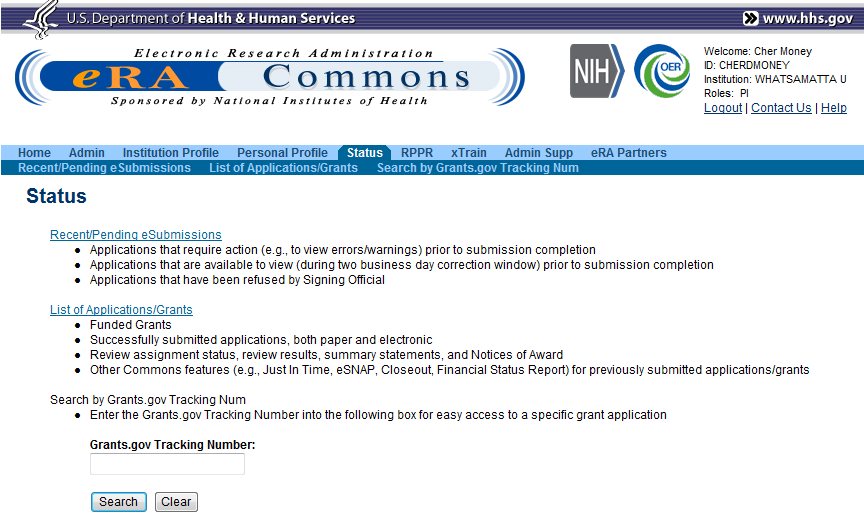 U.S. Department of Health & Human Services
www.hhs.gov
Electronic Research Administration
eRA Commons
Sponsored by National Institutes of Health
NIH
OER
Welcome: Cher Money
ID: CHERDMONEY
Institution: WHATSAMATTA U
Roles: PI
Logout | Contact Us | Help
Home Admin Institution Profile Personal Profile Status RPPR xTrain Admin Supp eRA Partners
Recent/Pending eSubmissions List of Applications/Grants Search by Grants.gov Tracking Num
Status
Recent/Pending eSubmissions
• Applications that require action (e.g., to view errors/warnings) prior to submission completion
• Applications that are available to view (during two business day correction window) prior to submission completion
• Applications that have been refused by Signing Official
List of Applications/Grants
• Funded Grants
• Successfully submitted applications, both paper and electronic
• Review assignment status, review results, summary statements, and Notices of Award
• Other Commons features (e.g., Just In Time, eSNAP, Closeout, Financial Status Report) for previously submitted applications/grants
Search by Grants.gov Tracking Num
• Enter the Grants.gov Tracking Number into the following box for easy access to a specific grant application
Grants.gov Tracking Number:
Search Clear